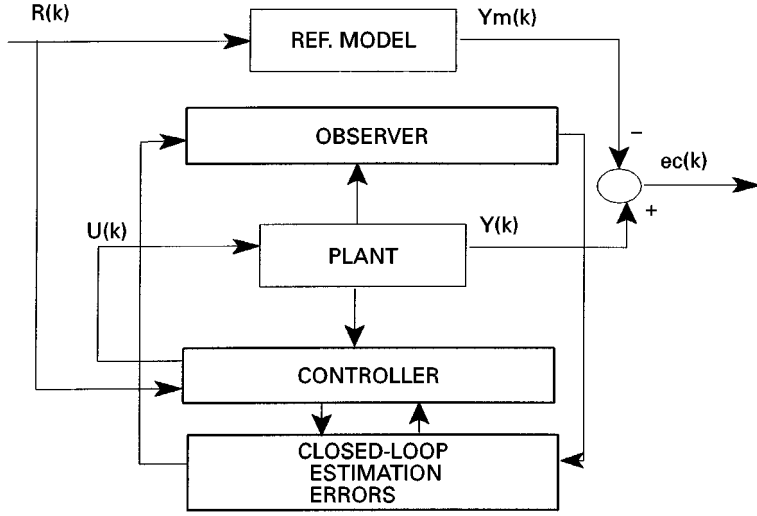 R(k)
REF. MODEL
Ym(k)
OBSERVER
−
ec(k)
+
U(k)
PLANT
Y(k)
CONTROLLER
CLOSED-LOOP
ESTIMATION
ERRORS